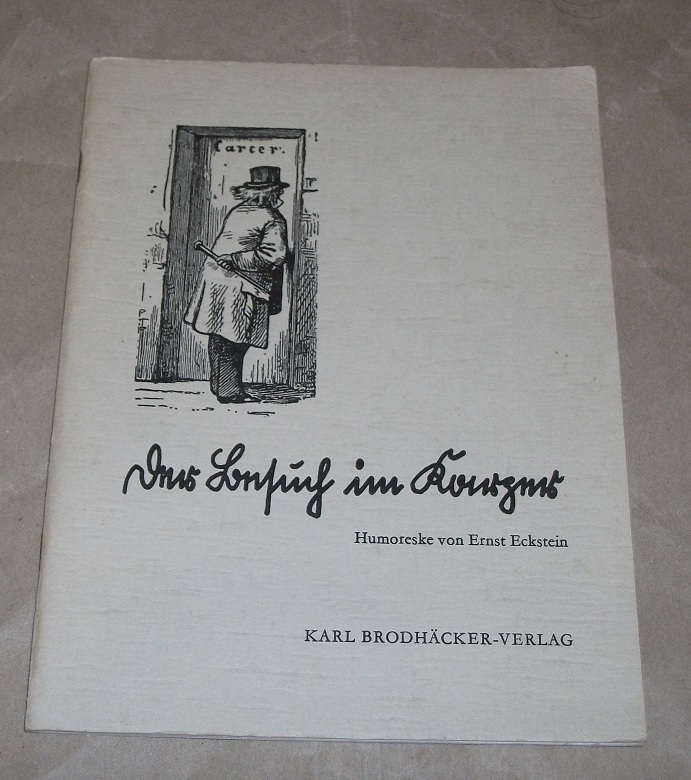 Carcer.
Der Besuch im Karzer
Humoreske von Ernst Eckstein
KARL BRODHÄCKER-VERLAG